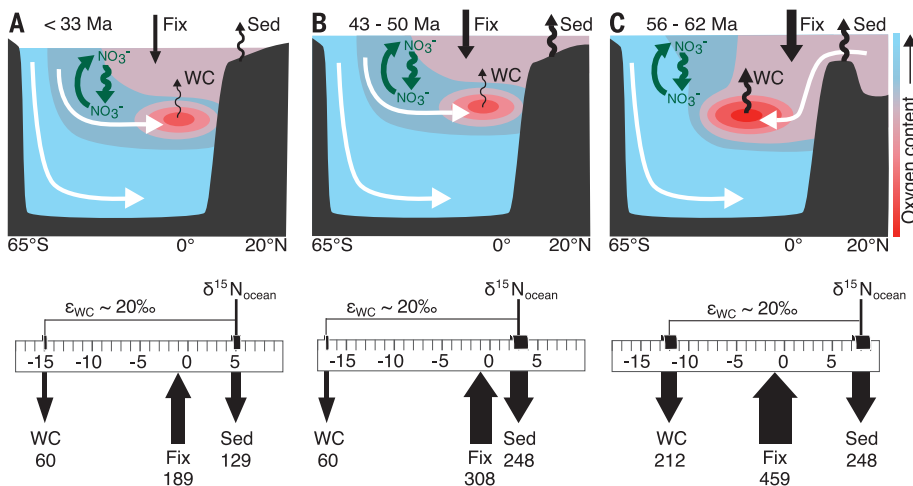 A < 33 Ma Fix Sed
NO₃⁻
NO₃⁻
WC
65°S 0° 20°N
B 43 - 50 Ma Fix Sed
NO₃⁻
NO₃⁻
WC
65°S 0° 20°N
C 56 - 62 Ma Fix Sed
NO₃⁻
NO₃⁻
WC
65°S 0° 20°N
Oxygen content
δ¹⁵Nocean
εWC ~ 20‰
-15 -10 -5 0 5
WC
60
Fix
189
Sed
129
δ¹⁵Nocean
εWC ~ 20‰
-15 -10 -5 0 5
WC
60
Fix
308
Sed
248
δ¹⁵Nocean
εWC ~ 20‰
-15 -10 -5 0 5
WC
212
Fix
459
Sed
248